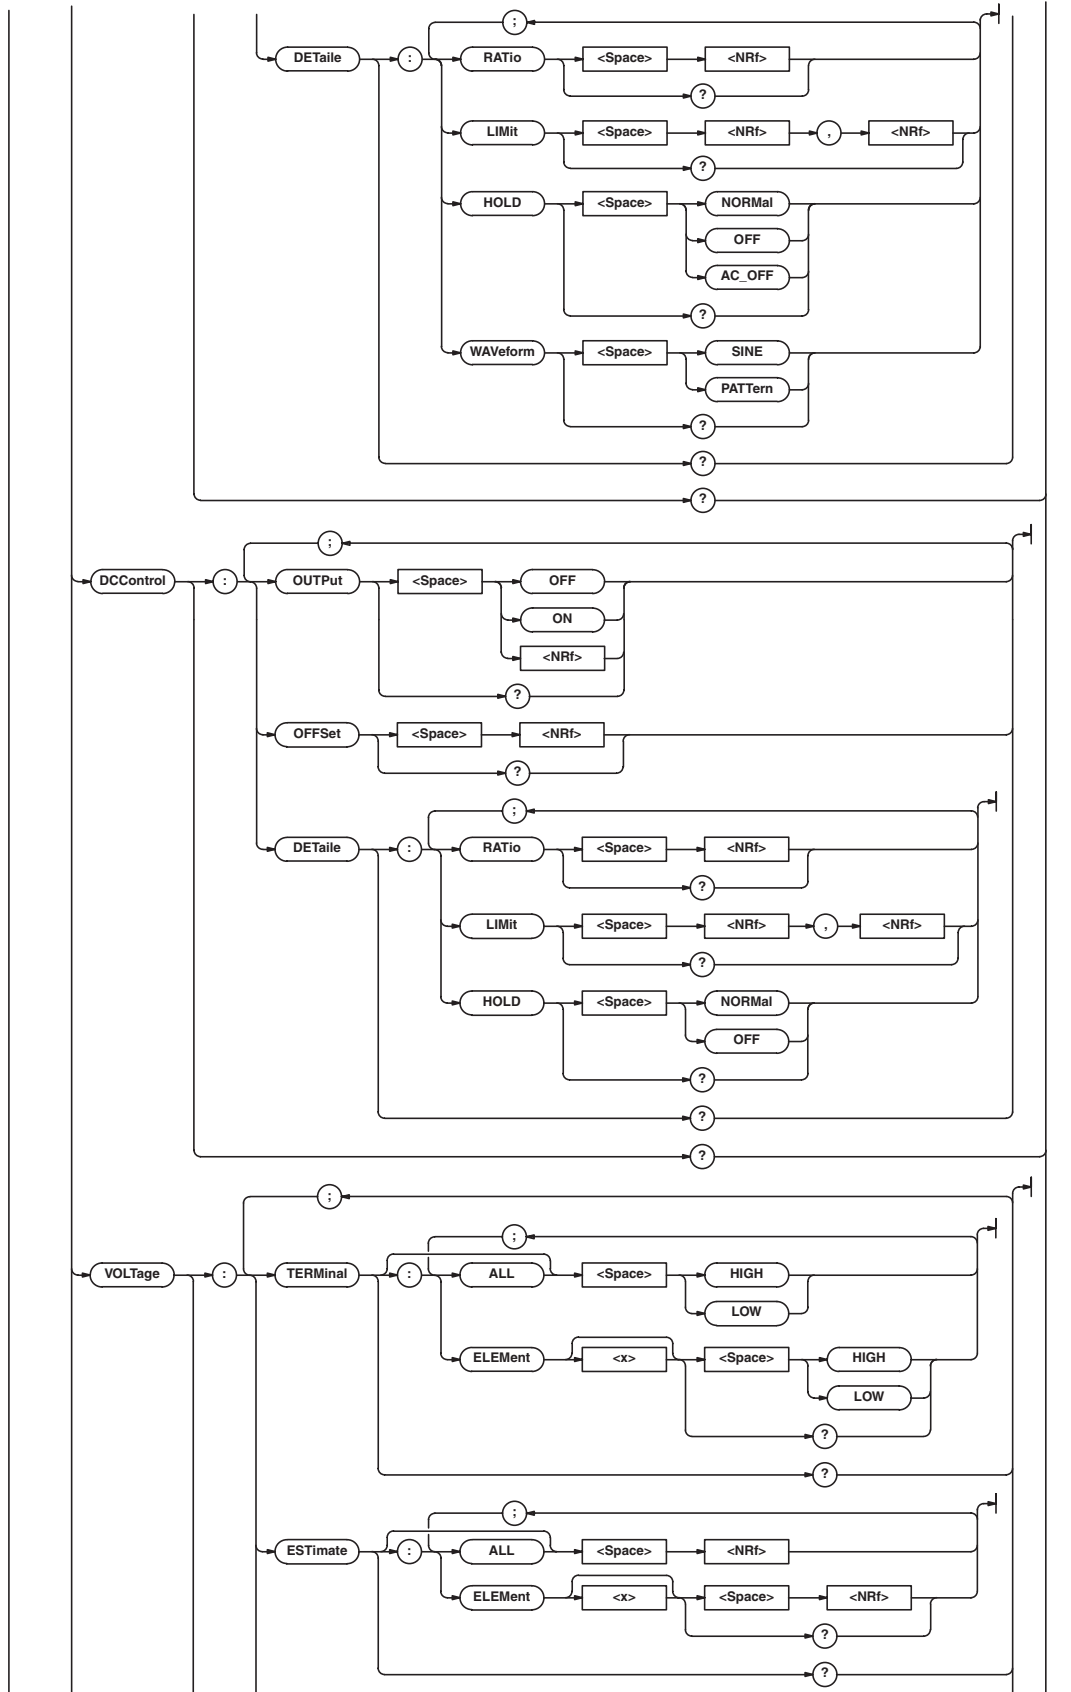 ;
DETaile : RATio <Space> <NRf>
?
LIMit <Space> <NRf> , <NRf>
?
HOLD <Space> NORMal
OFF
AC_OFF
?
WAVeform <Space> SINE
PATTern
?
?
?
;
DCControl : OUTPut <Space> OFF
ON
<NRf>
?
OFFSet <Space> <NRf>
?
;
DETaile : RATio <Space> <NRf>
?
LIMit <Space> <NRf> , <NRf>
?
HOLD <Space> NORMal
OFF
?
?
?
;
;
VOLTage : TERMinal : ALL <Space> HIGH
LOW
ELEMent <x> <Space> HIGH
LOW
?
?
;
ESTimate : ALL <Space> <NRf>
ELEMent <x> <Space> <NRf>
?
?